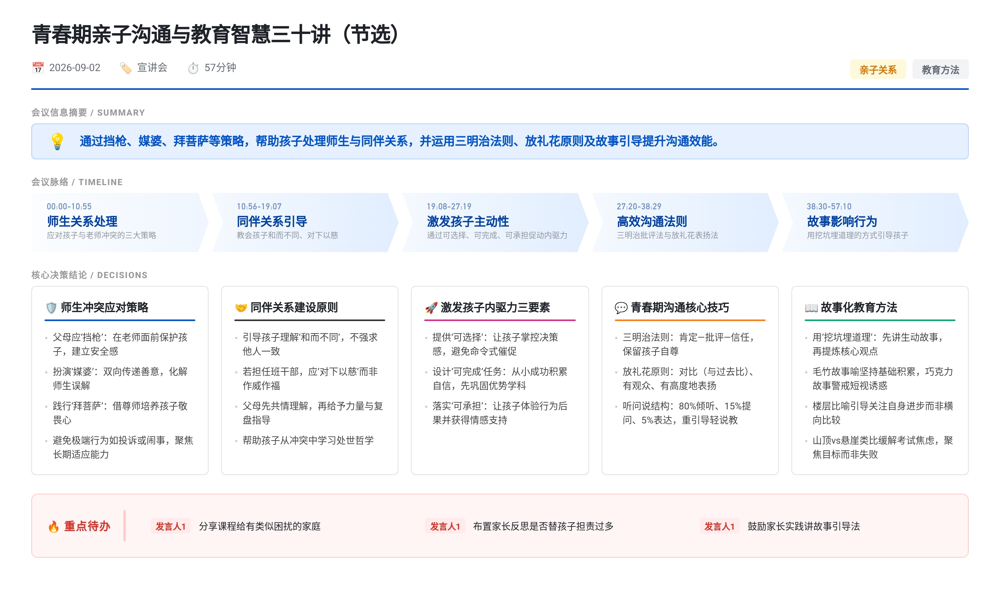 青春期亲子沟通与教育智慧三十讲（节选）
2026-09-02 宣讲会 57分钟
亲子关系 教育方法
会议信息摘要 / SUMMARY
通过挡枪、媒婆、拜菩萨等策略，帮助孩子处理师生与同伴关系，并运用三明治法则、放礼花原则及故事引导提升沟通效能。
会议脉络 / TIMELINE
00:00-10:55
师生关系处理
应对孩子与老师冲突的三大策略
10:56-19:07
同伴关系引导
教会孩子和而不同、对下以慈
19:08-27:19
激发孩子主动性
通过可选择、可完成、可承担促动内驱力
27:20-38:29
高效沟通法则
三明治批评法与放礼花表扬法
38:30-57:10
故事影响行为
用挖坑埋道理的方式引导孩子
核心决策结论 / DECISIONS
师生冲突应对策略
父母应‘挡枪’：在老师面前保护孩
子，建立安全感
扮演‘媒婆’：双向传递善意，化解
师生误解
践行‘拜菩萨’：借尊师培养孩子敬
畏心
避免极端行为如投诉或闹事，聚焦
长期适应能力
同伴关系建设原则
引导孩子理解‘和而不同’，不强求
他人一致
若担任班干部，应‘对下以慈’而非
作威作福
父母先共情理解，再给予力量与复
盘指导
帮助孩子从冲突中学习处世哲学
激发孩子内驱力三要素
提供‘可选择’：让孩子掌控决策
感，避免命令式催促
设计‘可完成’任务：从小成功积累
自信，先巩固优势学科
落实‘可承担’：让孩子体验行为后
果并获得情感支持
青春期沟通核心技巧
三明治法则：肯定—批评—信任，
保留孩子自尊
放礼花原则：对比（与过去比）、
有观众、有高度地表扬
听问说结构：80%倾听、15%提
问、5%表达，重引导轻说教
故事化教育方法
用‘挖坑埋道理’：先讲生动故事，
再提炼核心观点
毛竹故事喻坚持基础积累，巧克力
故事警戒短视诱惑
楼层比喻引导关注自身进步而非横
向比较
山顶vs悬崖类比缓解考试焦虑，聚
焦目标而非失败
重点待办
发言人1 分享课程给有类似困扰的家庭
发言人1 布置家长反思是否替孩子担责过多
发言人1 鼓励家长实践讲故事引导法